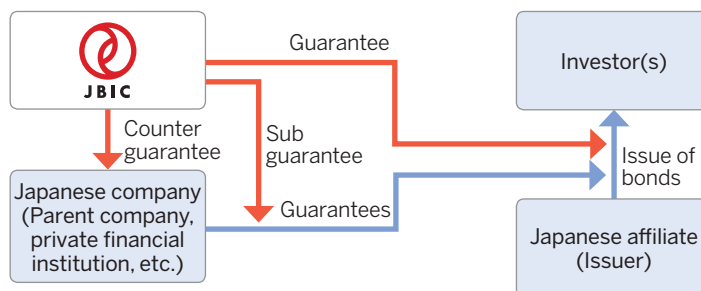 JBIC
Guarantee
Investor(s)
Counter
guarantee
Sub
guarantee
Issue of
bonds
Japanese company
(Parent company,
private financial
institution, etc.)
Guarantees
Japanese affiliate
(Issuer)